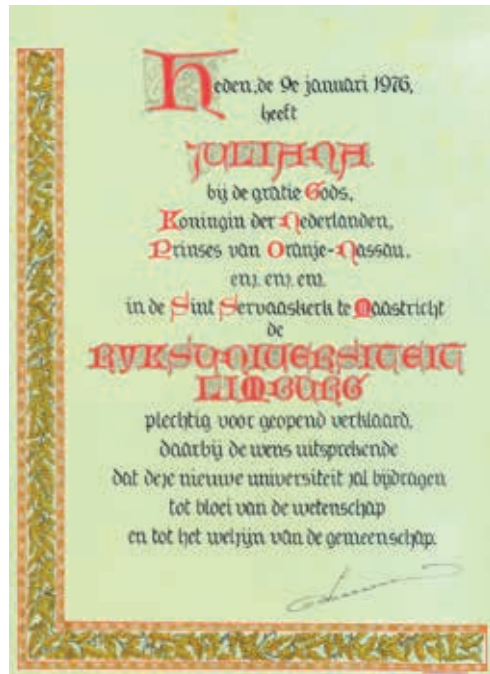 Heden, de 9e januari 1976,
heeft
JULIANA
bij de gratie Gods,
Koningin der Nederlanden,
Prinses van Oranje-Nassau,
enz. enz. enz.
in de Sint Servaaskerk te Maastricht
de
RYKSUNIVERSITEIT
LIMBURG
plechtig voor geopend verklaard,
daarbij de wens uitsprekende
dat deze nieuwe universiteit zal bijdragen
tot bloei van de wetenschap
en tot het welzijn van de gemeenschap.